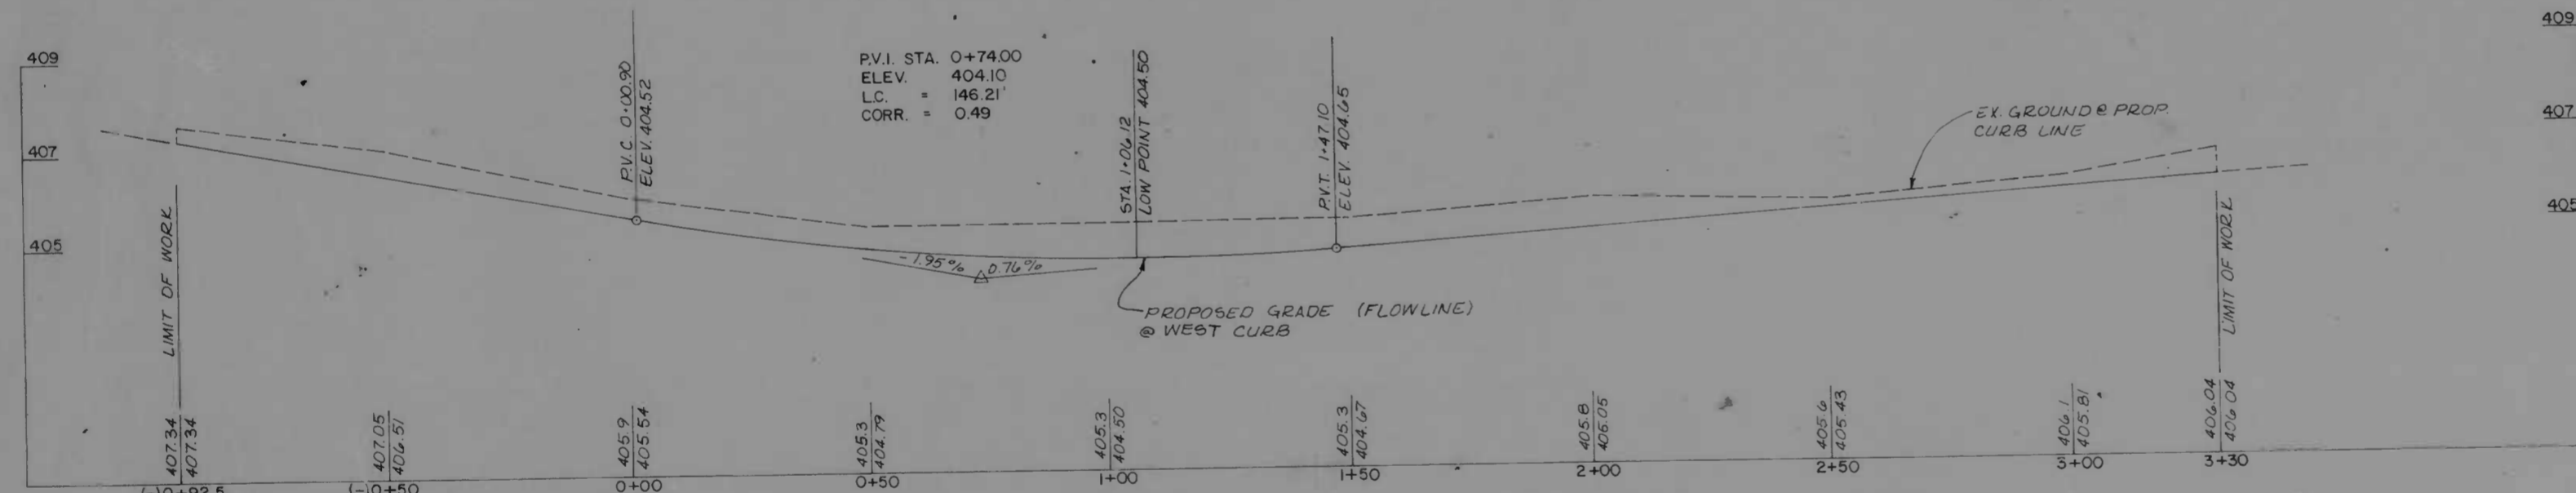 409
407
405
LIMIT OF WORK
P.V.C. 0+00.90
ELEV. 404.52
P.V.I. STA. 0+74.00
ELEV. 404.10
L.C. = 146.21'
CORR. = 0.49
STA. 1+06.12
LOW POINT 404.50
P.V.T. 1+47.10
ELEV. 404.65
EX. GROUND @ PROP.
CURB LINE
409
407
405
LIMIT OF WORK
-1.95%
0.76%
PROPOSED GRADE (FLOWLINE)
@ WEST CURB
407.34
407.34
407.05
406.51
405.9
405.54
405.3
404.79
405.3
404.50
405.3
404.67
405.8
405.05
405.6
405.43
406.1
405.81
406.04
406.04
(-)0+92.5
(-)0+50
0+00
0+50
1+00
1+50
2+00
2+50
3+00
3+30